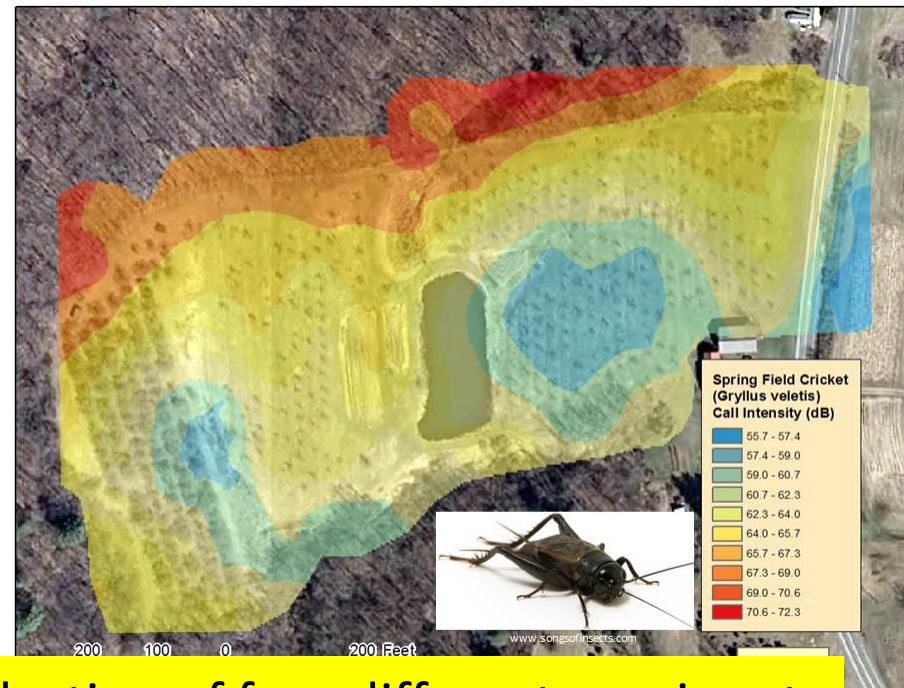 Spring Field Cricket
(Gryllus veletis)
Call Intensity (dB)
55.7 - 57.4
57.4 - 59.0
59.0 - 60.7
60.7 - 62.3
62.3 - 64.0
64.0 - 65.7
65.7 - 67.3
67.3 - 69.0
69.0 - 70.6
70.6 - 72.3
www.songsofinsects.com
200 100 0 200 Feet